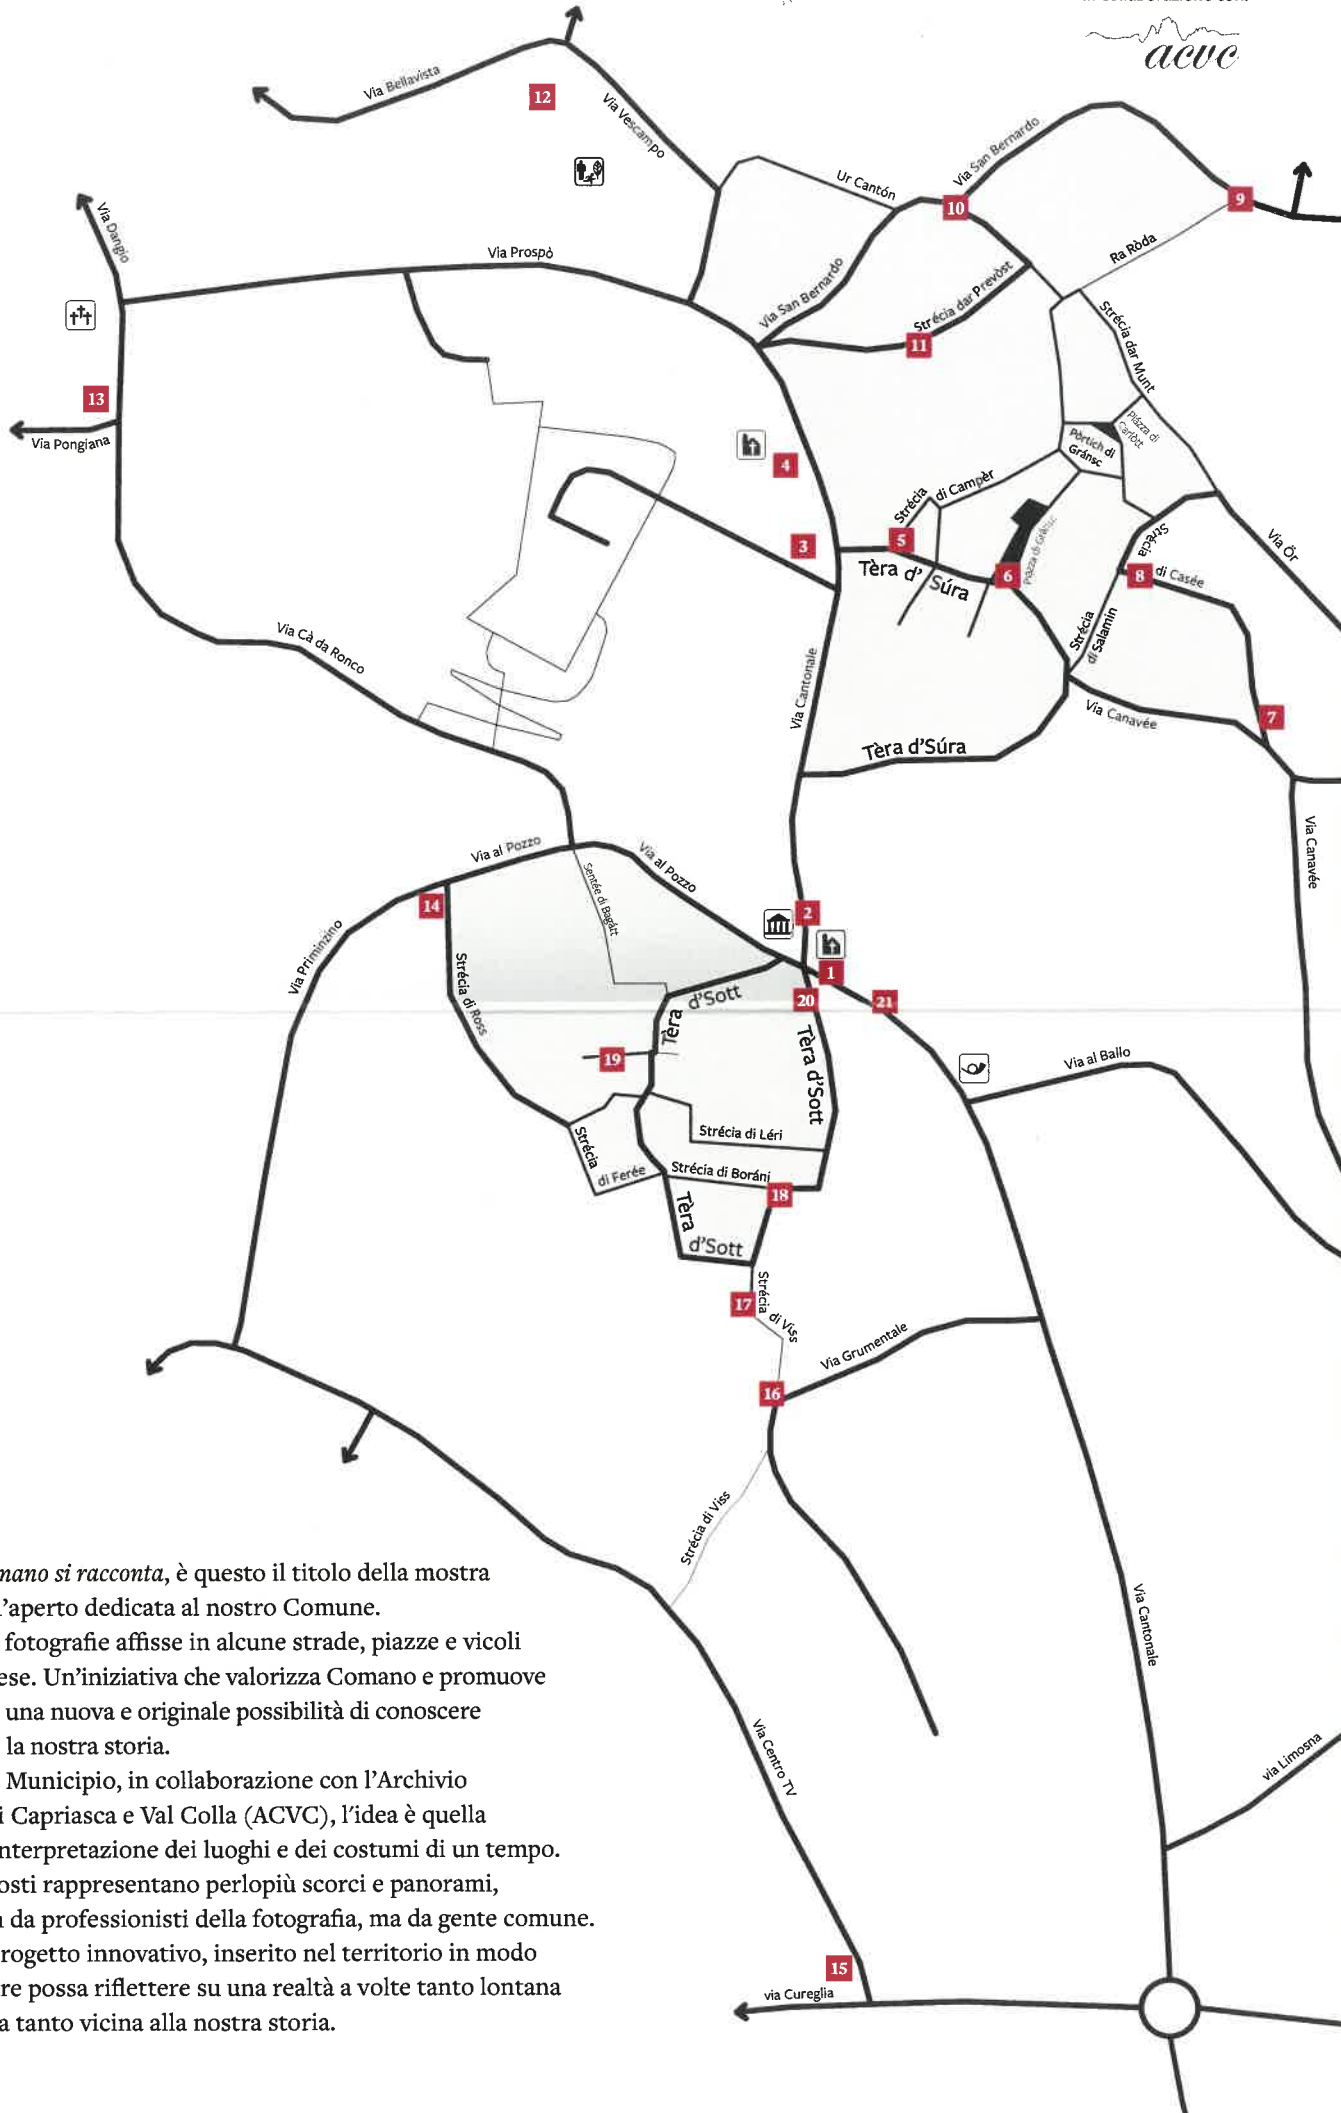 acvc
Via Bellavista
12
Via Vescampo
Via San Bernardo
Ur Cantón
10
9
Via Dangio
Ra Ròda
Via Prospò
Via San Bernardo
Strécia dar Prevòst
11
Strécia dar Munt
13
Via Pongiana
4
Piázza di
Cariòtt
Pòrtich di
Gránsc
Strécia
di Campèr
3
5
Piazza di Gránsc
Strécia
Via Ör
Tèra d' Súra
6
8
di Casée
Via Cà da Ronco
Strécia
di Salamin
Via Cantonale
Via Canavée
7
Tèra d'Súra
Via Canavée
Via al Pozzo
Via al Pozzo
Sentée di Bagátt
14
2
Via Priminzino
Strécia di Ross
1
d'Sott
Tèra
20
21
19
Tèra d'Sott
Via al Ballo
Strécia
di Ferée
Strécia di Léri
Strécia di Boráni
18
Tèra
d'Sott
17
Strécia
di Viss
Via Grumentale
16
Strécia di Viss
mano si racconta, è questo il titolo della mostra
l'aperto dedicata al nostro Comune.
fotografie affisse in alcune strade, piazze e vicoli
ese. Un'iniziativa che valorizza Comano e promuove
una nuova e originale possibilità di conoscere
la nostra storia.
Municipio, in collaborazione con l'Archivio
i Capriasca e Val Colla (ACVC), l'idea è quella
nterpretazione dei luoghi e dei costumi di un tempo.
osti rappresentano perlopiù scorci e panorami,
da professionisti della fotografia, ma da gente comune.
rogetto innovativo, inserito nel territorio in modo
re possa riflettere su una realtà a volte tanto lontana
a tanto vicina alla nostra storia.
Via Cantonale
Via Centro TV
via Limosna
15
via Cureglia